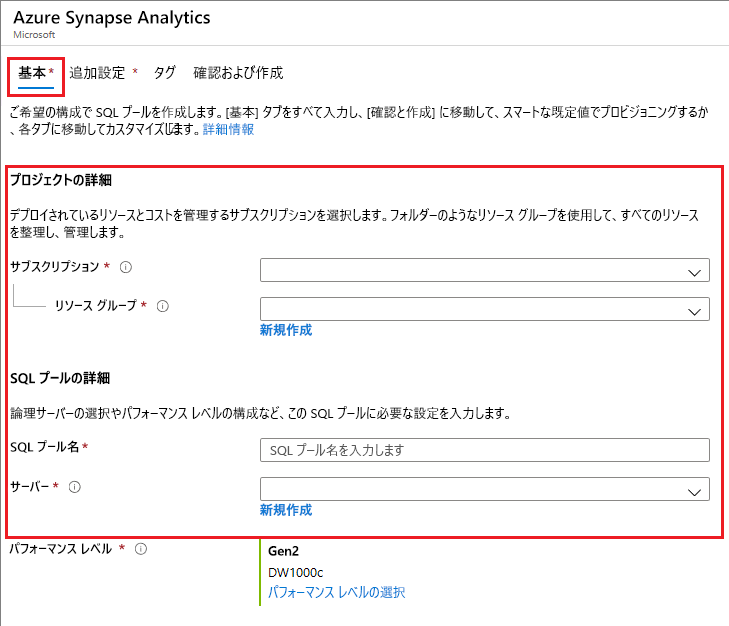 Azure Synapse Analytics
Microsoft
基本* 追加設定 * タグ 確認および作成
ご希望の構成で SQL プールを作成します。[基本] タブをすべて入力し、[確認と作成] に移動して、スマートな既定値でプロビジョニングするか
、各タブに移動してカスタマイズします。詳細情報
プロジェクトの詳細
デプロイされているリソースとコストを管理するサブスクリプションを選択します。フォルダーのようなリソース グループを使用して、すべてのリソース
を整理し、管理します。
サブスクリプション *
リソース グループ *
新規作成
SQL プールの詳細
論理サーバーの選択やパフォーマンス レベルの構成など、この SQL プールに必要な設定を入力します。
SQL プール名* SQL プール名を入力します
サーバー *
新規作成
パフォーマンス レベル * Gen2
DW1000c
パフォーマンス レベルの選択